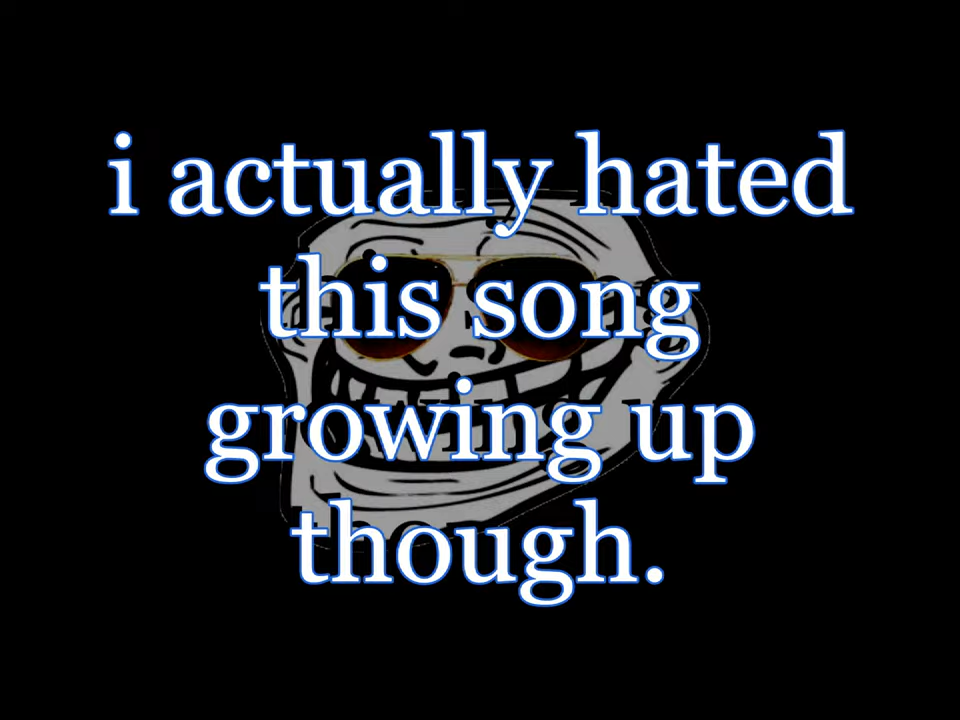 i actually hated
this song
growing up
though.